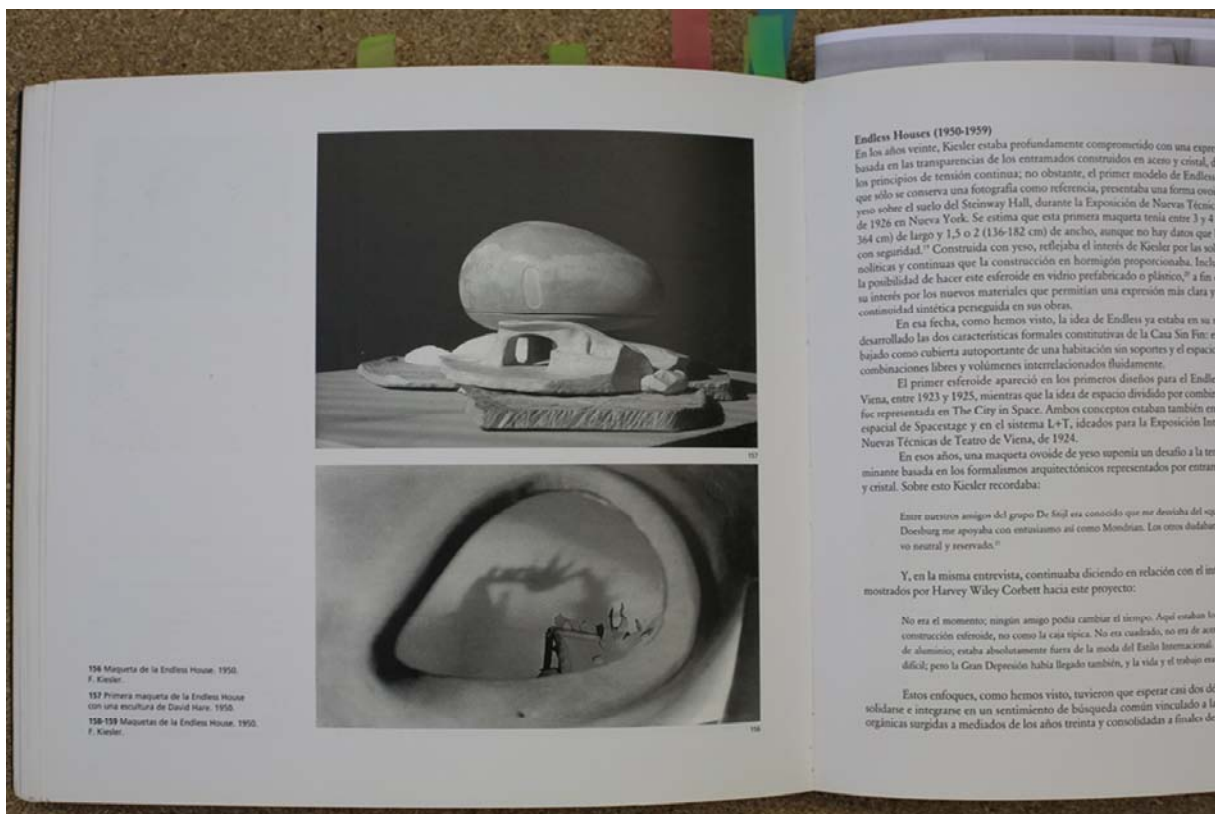 157
158
156 Maqueta de la Endless House. 1950.
F. Kiesler.
157 Primera maqueta de la Endless House
con una escultura de David Hare. 1950.
158-159 Maquetas de la Endless House. 1950.
F. Kiesler.
Endless Houses (1950-1959)
En los años veinte, Kiesler estaba profundamente comprometido con una
basada en las transparencias de los entramados construidos en acero y cristal,
los principios de tensión continua; no obstante, el primer modelo de Endless
que sólo se conserva una fotografía como referencia, presentaba una forma
yeso sobre el suelo del Steinway Hall, durante la Exposición de Nuevas
de 1926 en Nueva York. Se estima que esta primera maqueta tenía entre 3 y 4
364 cm) de largo y 1,5 o 2 (136-182 cm) de ancho, aunque no hay datos que
con seguridad. Construida con yeso, reflejaba el interés de Kiesler por las
nolíticas y continuas que la construcción en hormigón proporcionaba.
la posibilidad de hacer este esferoide en vidrio prefabricado o plástico, a fin
su interés por los nuevos materiales que permitían una expresión más clara y
continuidad sintética perseguida en sus obras.
En esa fecha, como hemos visto, la idea de Endless ya estaba en su
desarrollado las dos características formales constitutivas de la Casa Sin Fin:
bajado como cubierta autoportante de una habitación sin soportes y el
combinaciones libres y volúmenes interrelacionados fluidamente.
El primer esferoide apareció en los primeros diseños para el
Viena, entre 1923 y 1925, mientras que la idea de espacio dividido por
fue representada en The City in Space. Ambos conceptos estaban también en
espacial de Spacestage y en el sistema L+T, ideados para la Exposición
Nuevas Técnicas de Teatro de Viena, de 1924.
En esos años, una maqueta ovoide de yeso suponía un desafío a la
minante basada en los formalismos arquitectónicos representados por
y cristal. Sobre esto Kiesler recordaba:
Entre nuestros amigos del grupo De Stijl era conocido que me desviaba del
Doesburg me apoyaba con entusiasmo así como Mondrian. Los otros
vo neutral y reservado.
Y, en la misma entrevista, continuaba diciendo en relación con el
mostrados por Harvey Wiley Corbett hacia este proyecto:
No era el momento; ningún amigo podía cambiar el tiempo. Aquí estaban
construcción esferoide, no como la caja típica. No era cuadrado, no era de
de aluminio; estaba absolutamente fuera de la moda del Estilo Internacional.
difícil; pero la Gran Depresión había llegado también, y la vida y el trabajo
Estos enfoques, como hemos visto, tuvieron que esperar casi dos
solidarse e integrarse en un sentimiento de búsqueda común vinculado a
orgánicas surgidas a mediados de los años treinta y consolidadas a finales de